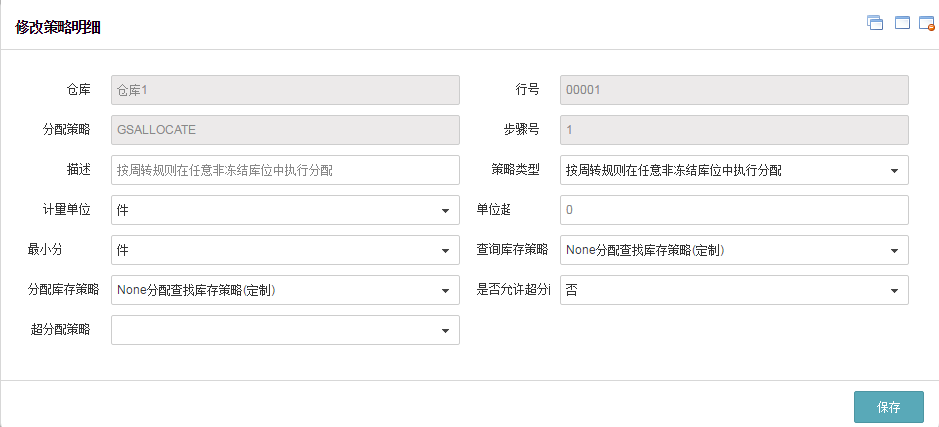 修改策略明细
仓库 仓库1 行号 00001
分配策略 GSALLOCATE 步骤号 1
描述 按周转规则在任意非冻结库位中执行分配 策略类型 按周转规则在任意非冻结库位中执行分配
计量单位 件 单位超 0
最小分 件 查询库存策略 None分配查找库存策略(定制)
分配库存策略 None分配查找库存策略(定制) 是否允许超分 否
超分配策略
保存